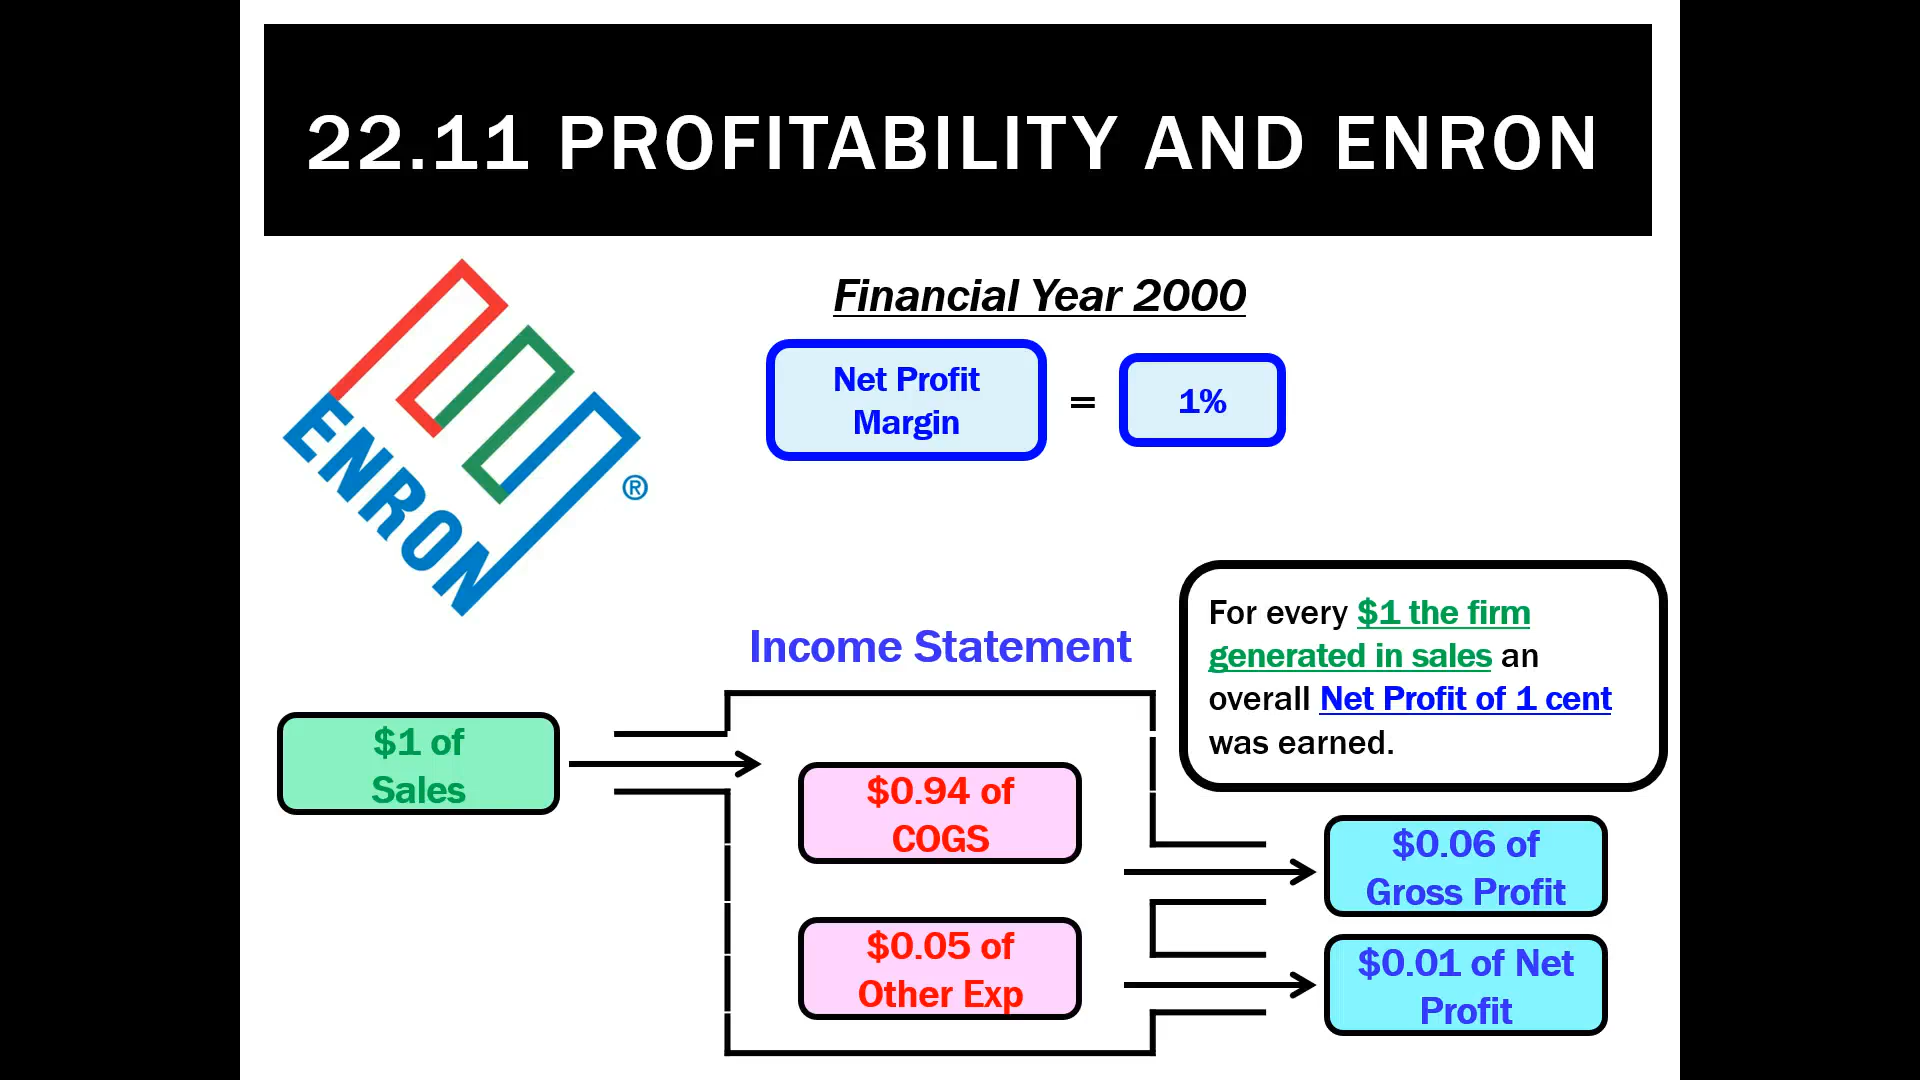 22.11 PROFITABILITY AND ENRON
ENRON
®
Financial Year 2000
Net Profit
Margin
=
1%
For every $1 the firm
generated in sales an
overall Net Profit of 1 cent
was earned.
Income Statement
$1 of
Sales
$0.94 of
COGS
$0.05 of
Other Exp
$0.06 of
Gross Profit
$0.01 of Net
Profit